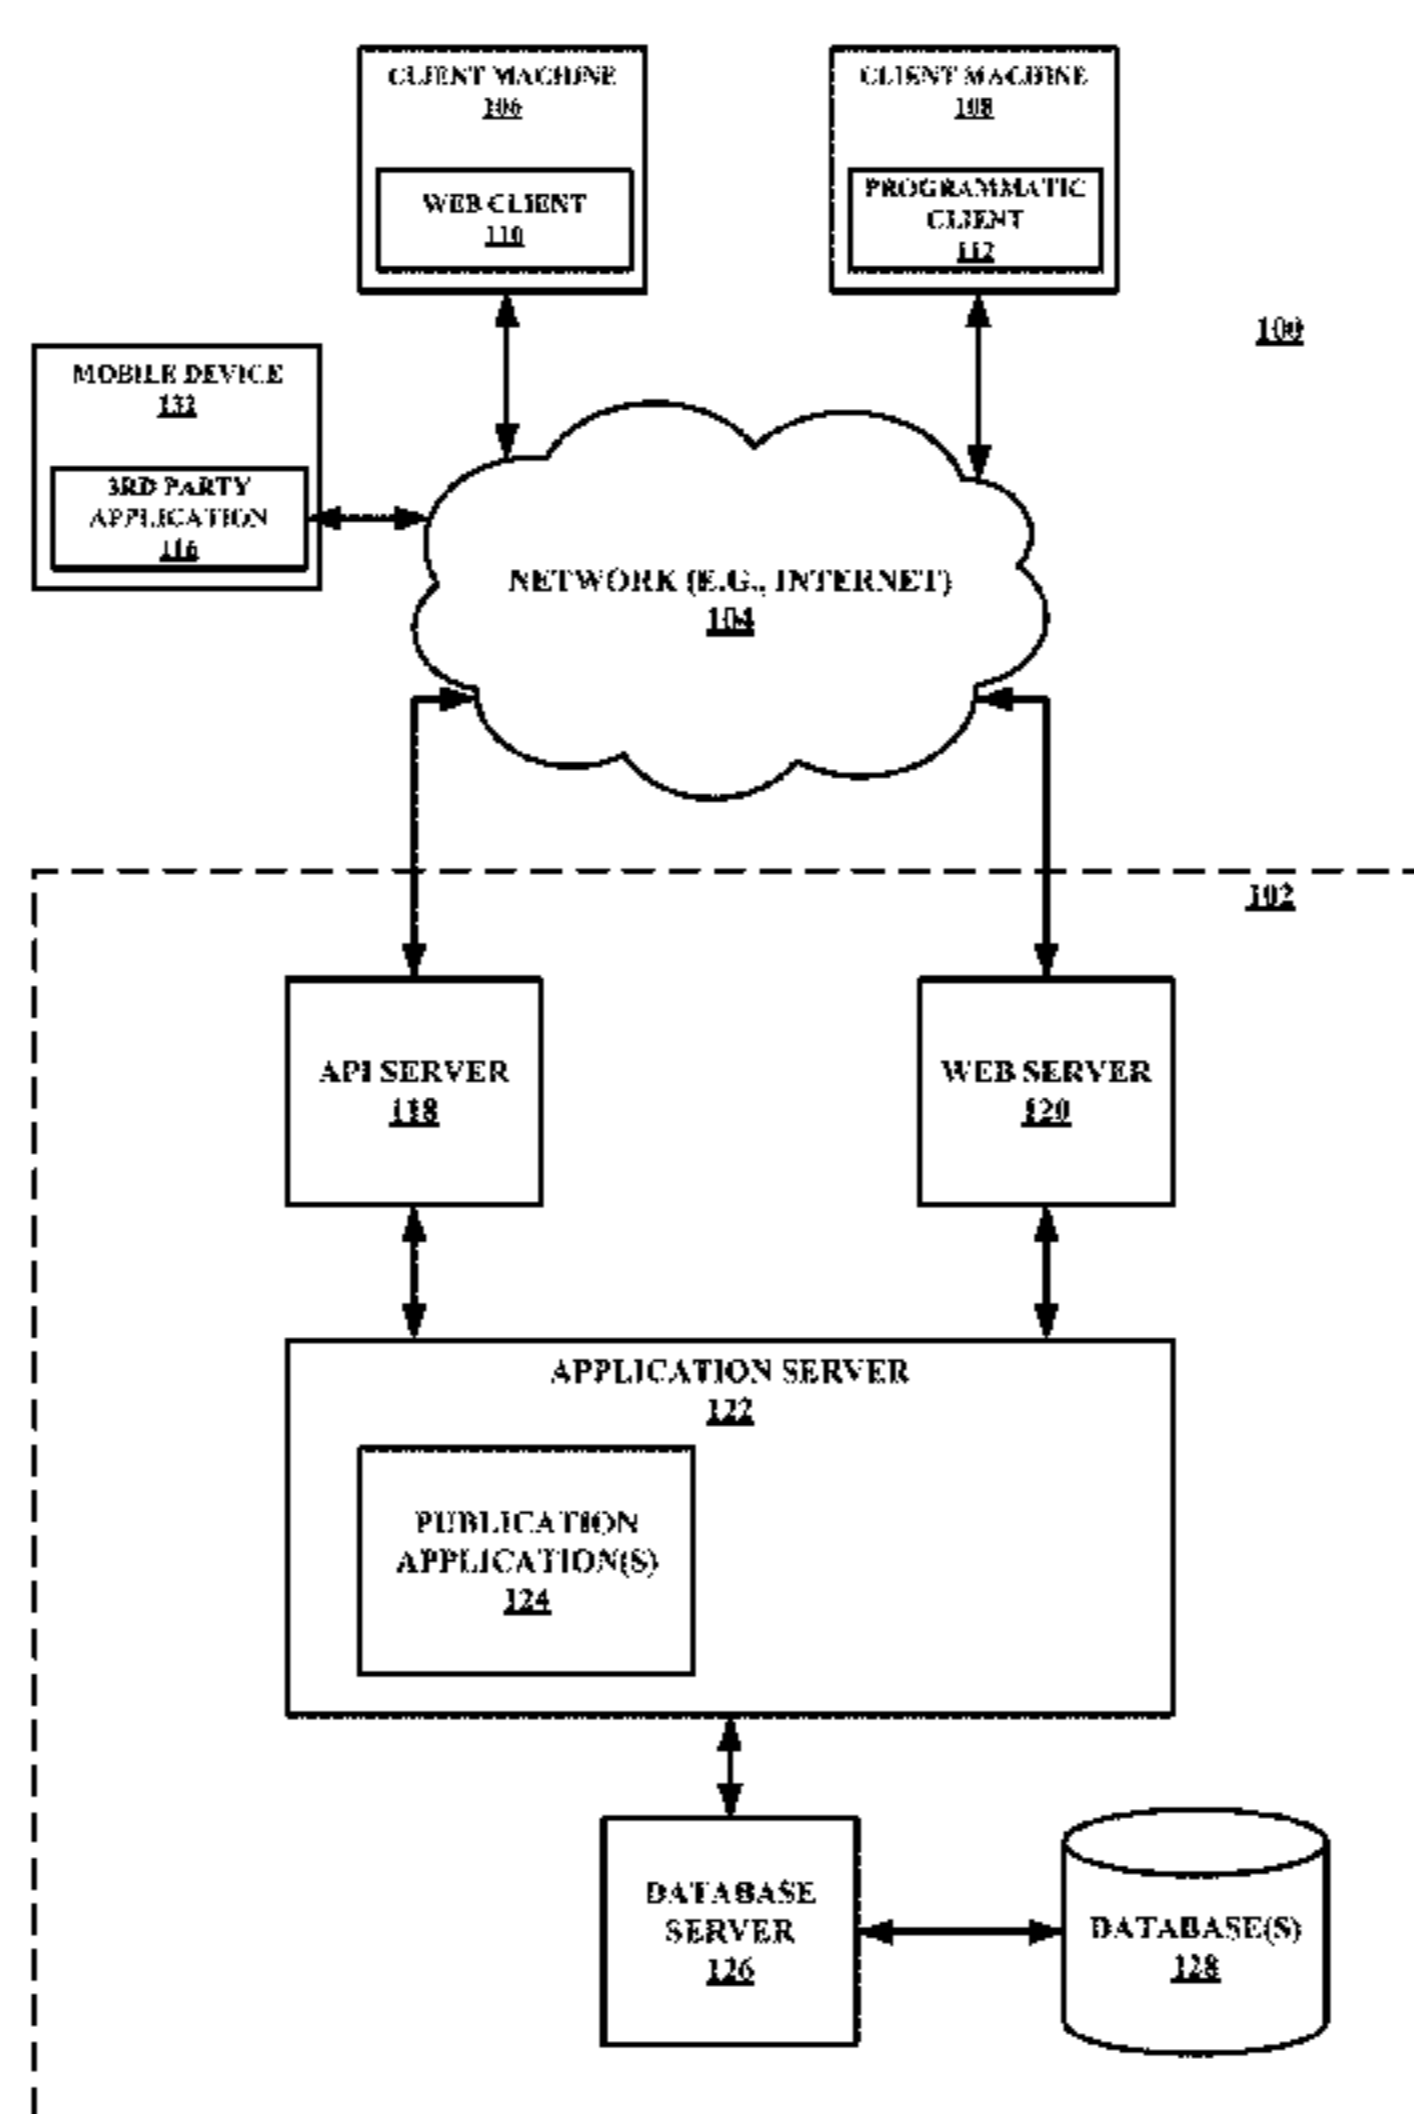 CLIENT MACHINE
106
WEB CLIENT
110
CLIENT MACHINE
108
PROGRAMMATIC
CLIENT
112
100
MOBILE DEVICE
132
3RD PARTY
APPLICATION
116
NETWORK (E.G., INTERNET)
104
102
API SERVER
118
WEB SERVER
120
APPLICATION SERVER
122
PUBLICATION
APPLICATION(S)
124
DATABASE
SERVER
126
DATABASE(S)
128